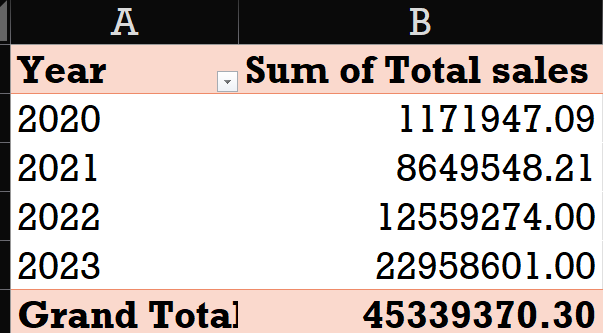 A B
Year Sum of Total sales
2020 1171947.09
2021 8649548.21
2022 12559274.00
2023 22958601.00
Grand Total 45339370.30